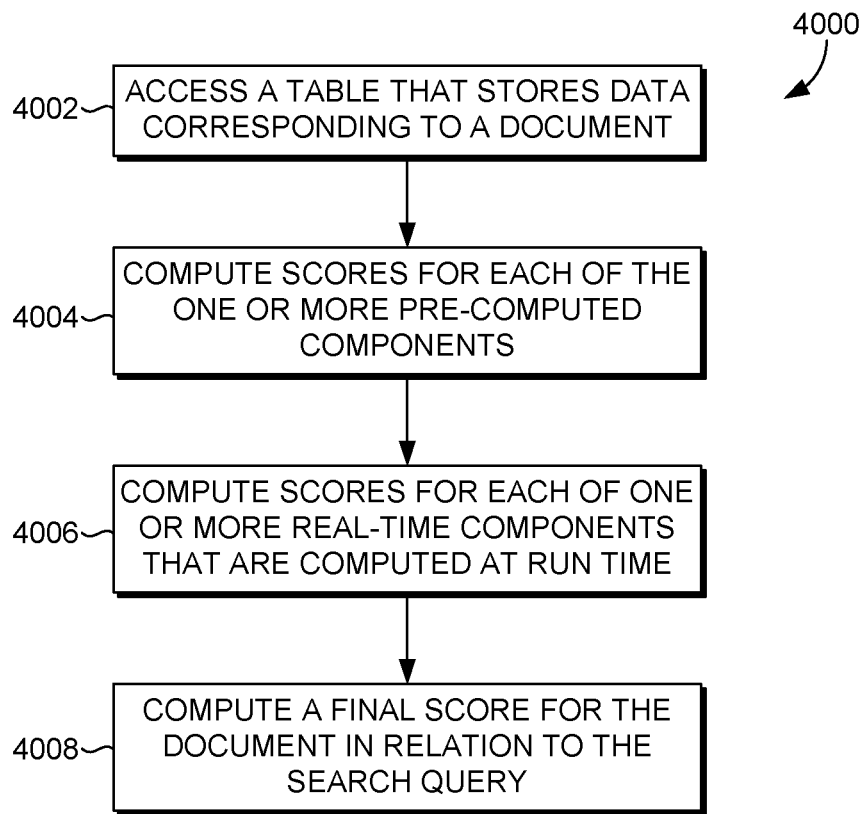 4000
4002
ACCESS A TABLE THAT STORES DATA
CORRESPONDING TO A DOCUMENT
4004
COMPUTE SCORES FOR EACH OF THE
ONE OR MORE PRE-COMPUTED
COMPONENTS
4006
COMPUTE SCORES FOR EACH OF ONE
OR MORE REAL-TIME COMPONENTS
THAT ARE COMPUTED AT RUN TIME
4008
COMPUTE A FINAL SCORE FOR THE
DOCUMENT IN RELATION TO THE
SEARCH QUERY